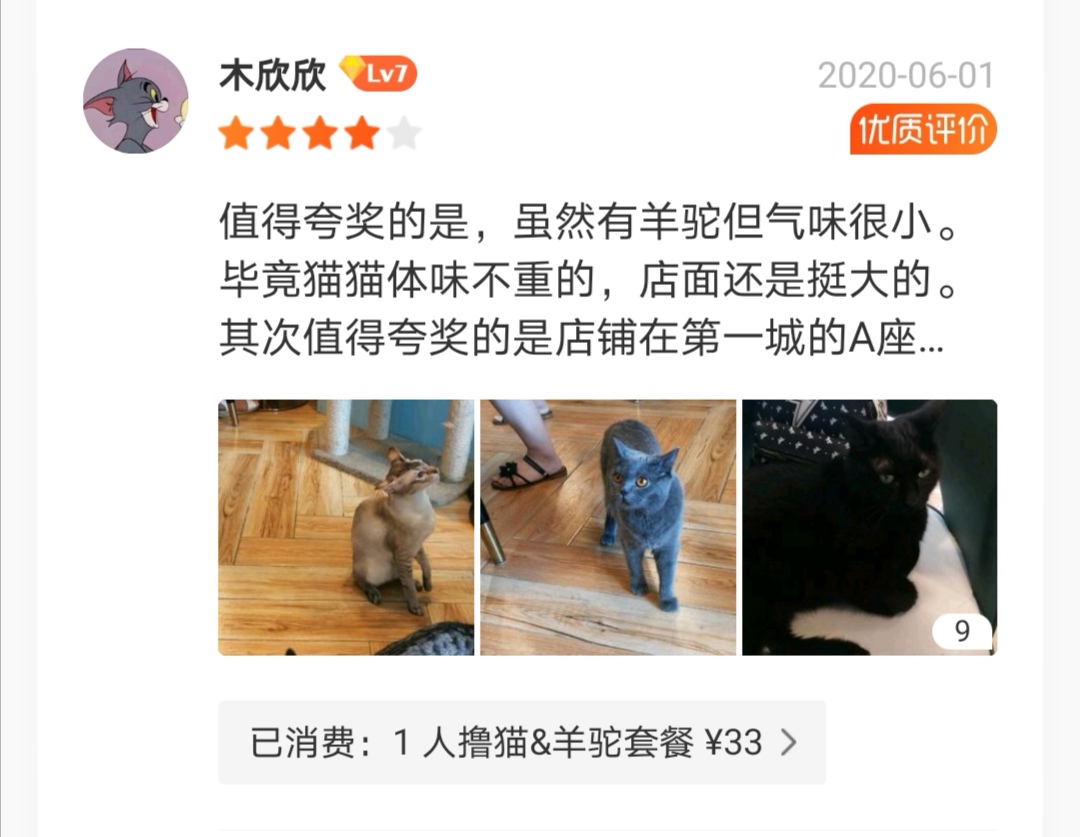 木欣欣 Lv7 2020-06-01
优质评价
值得夸奖的是，虽然有羊驼但气味很小。
毕竟猫猫体味不重的，店面还是挺大的。
其次值得夸奖的是店铺在第一城的A座...
9
已消费：1 人撸猫&羊驼套餐 ¥33